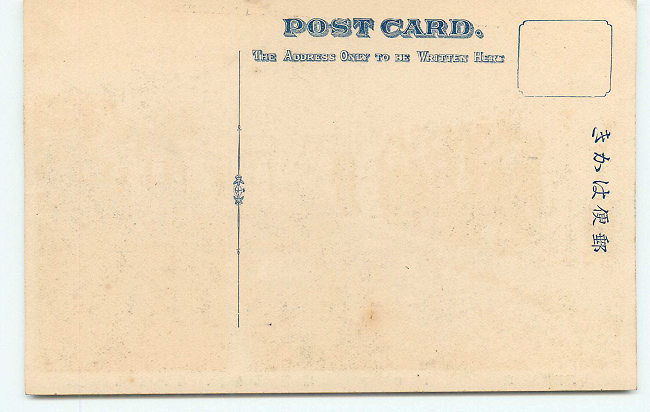 POST CARD.
THE ADDRESS ONLY TO BE WRITTEN HERE
郵便はかき